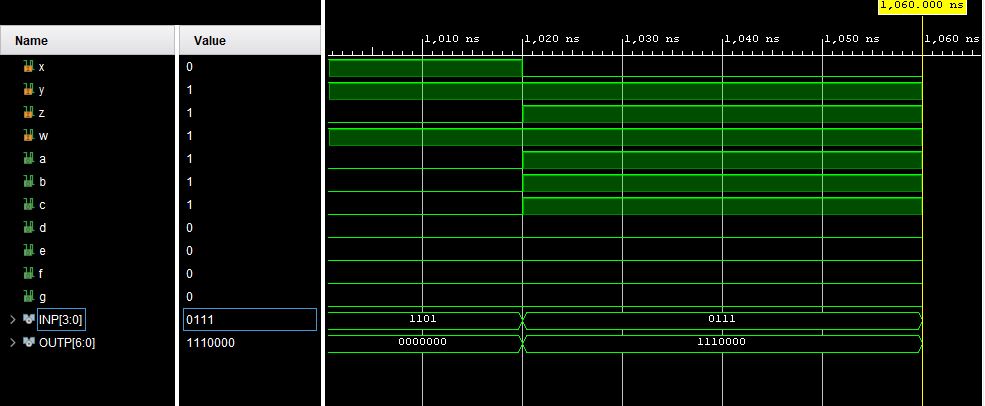 1,060.000 ns
Name Value
1,010 ns 1,020 ns 1,030 ns 1,040 ns 1,050 ns 1,060 ns
x 0
y 1
z 1
w 1
a 1
b 1
c 1
d 0
e 0
f 0
g 0
INP[3:0] 0111 1101 0111
OUTP[6:0] 1110000 0000000 1110000